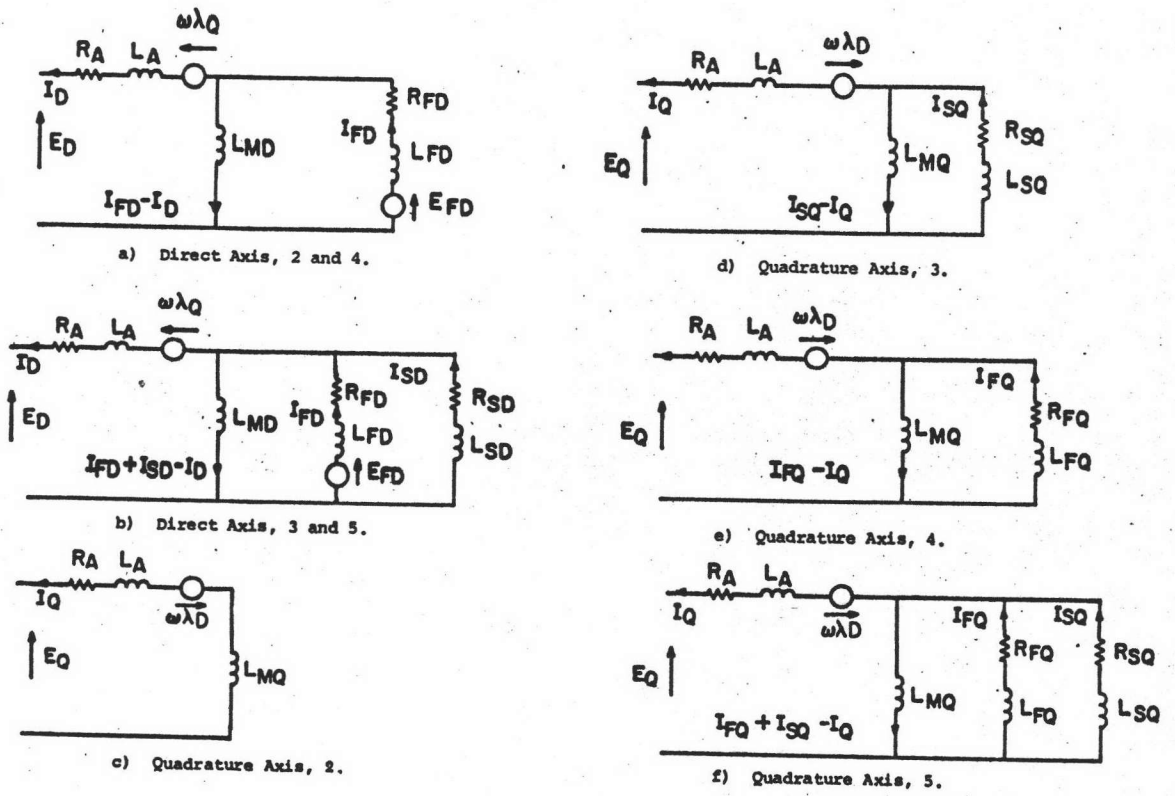 ωλQ
RA LA
ID
RFD
IFD
ED
LMD
LFD
IFD-ID
EFD
a) Direct Axis, 2 and 4.
ωλQ
RA LA
ID
ISD
RFD
RSD
IFD
ED
LMD
LFD
LSD
IFD+ISD-ID
EFD
b) Direct Axis, 3 and 5.
RA LA
IQ
ωλD
EQ
LMQ
c) Quadrature Axis, 2.
ωλD
RA LA
IQ
ISQ
RSQ
EQ
LMQ
LSQ
ISQ-IQ
d) Quadrature Axis, 3.
ωλD
RA LA
IFQ
RFQ
EQ
LMQ
LFQ
IFQ-IQ
e) Quadrature Axis, 4.
RA LA
IQ
ωλD
IFQ
ISQ
RFQ
RSQ
EQ
LMQ
LFQ
LSQ
IFQ+ISQ-IQ
f) Quadrature Axis, 5.